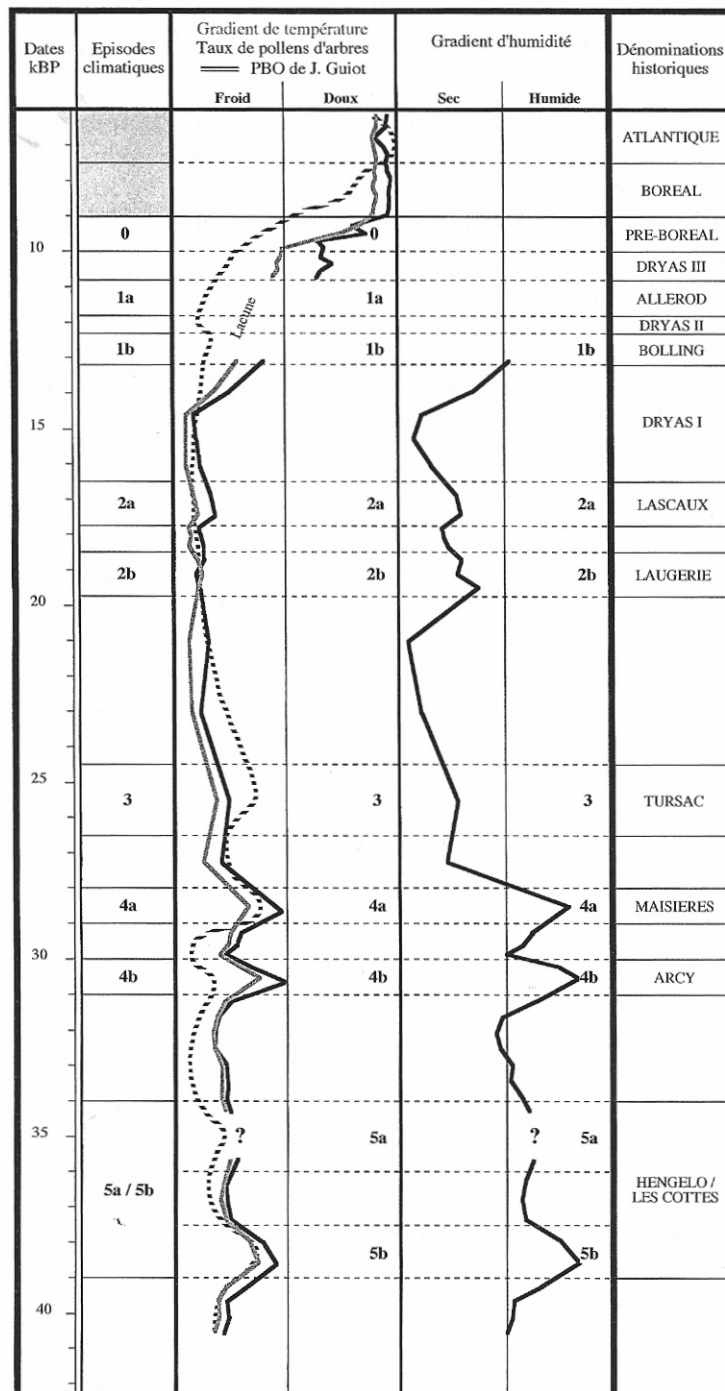 Dates
kBP
Episodes
climatiques
Gradient de température
Taux de pollens d'arbres
PBO de J. Guiot
Froid Doux
Gradient d'humidité
Sec Humide
Dénominations
historiques
ATLANTIQUE
BOREAL
0 0 PRE-BOREAL
10
DRYAS III
1a Lacune 1a ALLEROD
DRYAS II
1b 1b 1b BOLLING
15 DRYAS I
2a 2a 2a LASCAUX
2b 2b 2b LAUGERIE
20
25
3 3 3 TURSAC
4a 4a 4a MAISIERES
30
4b 4b 4b ARCY
35 ? 5a ? 5a
5a / 5b HENGELO /
LES COTTES
5b 5b
40